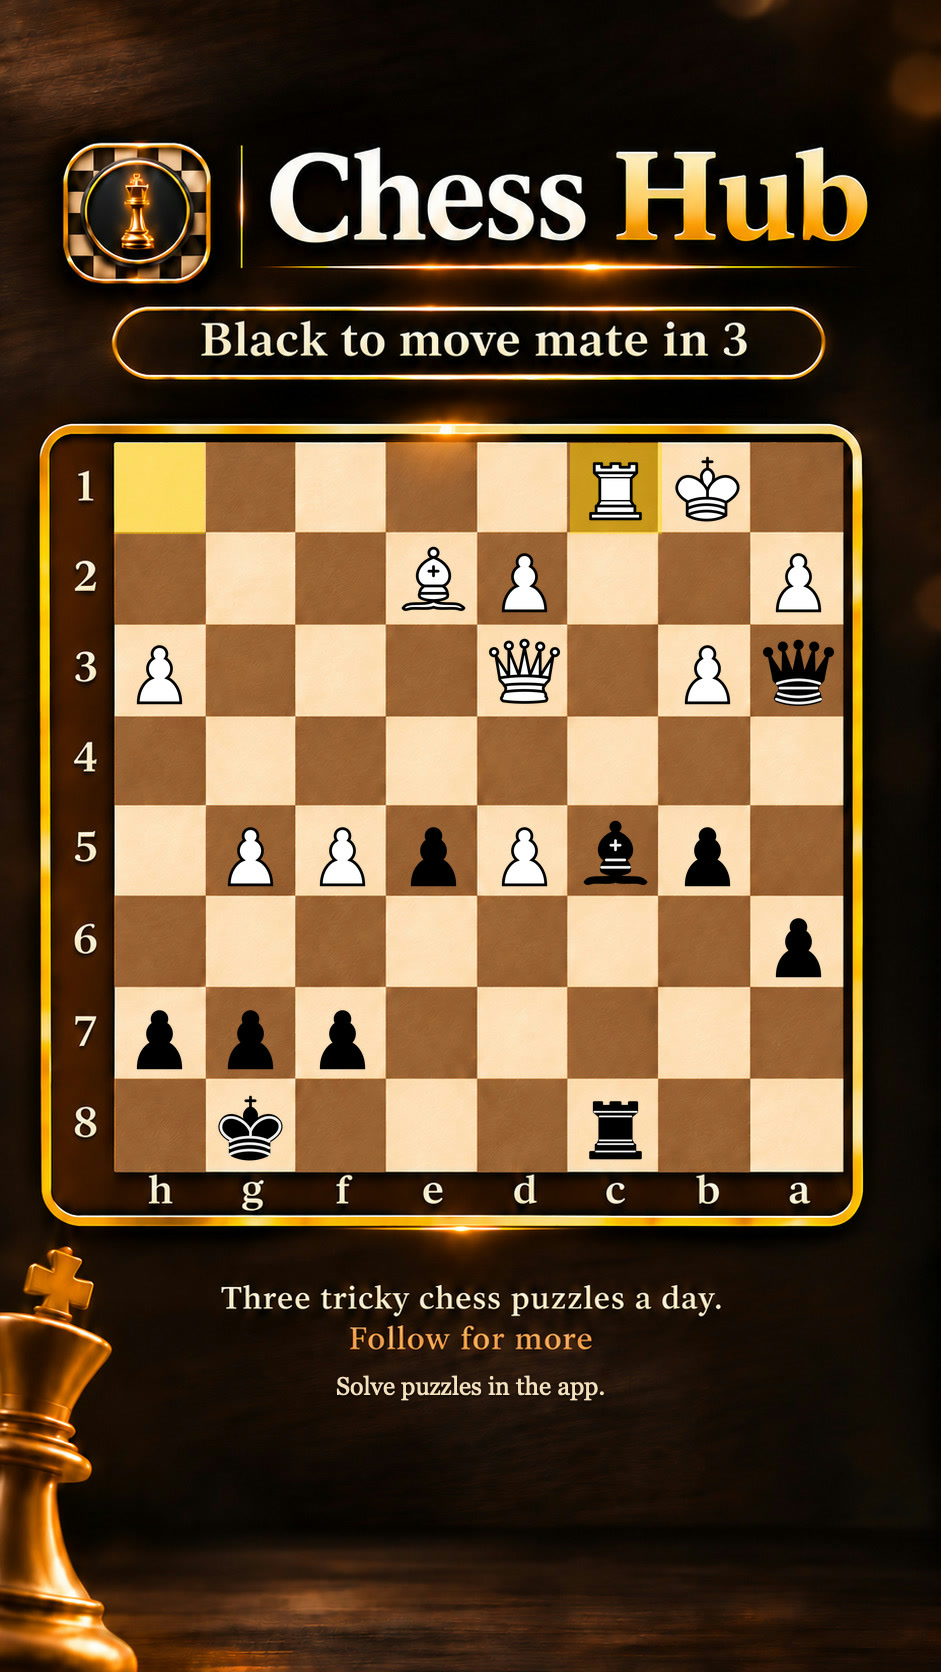 Chess Hub
Black to move mate in 3
1
2
3
4
5
6
7
8
h g f e d c b a
Three tricky chess puzzles a day.
Follow for more
Solve puzzles in the app.